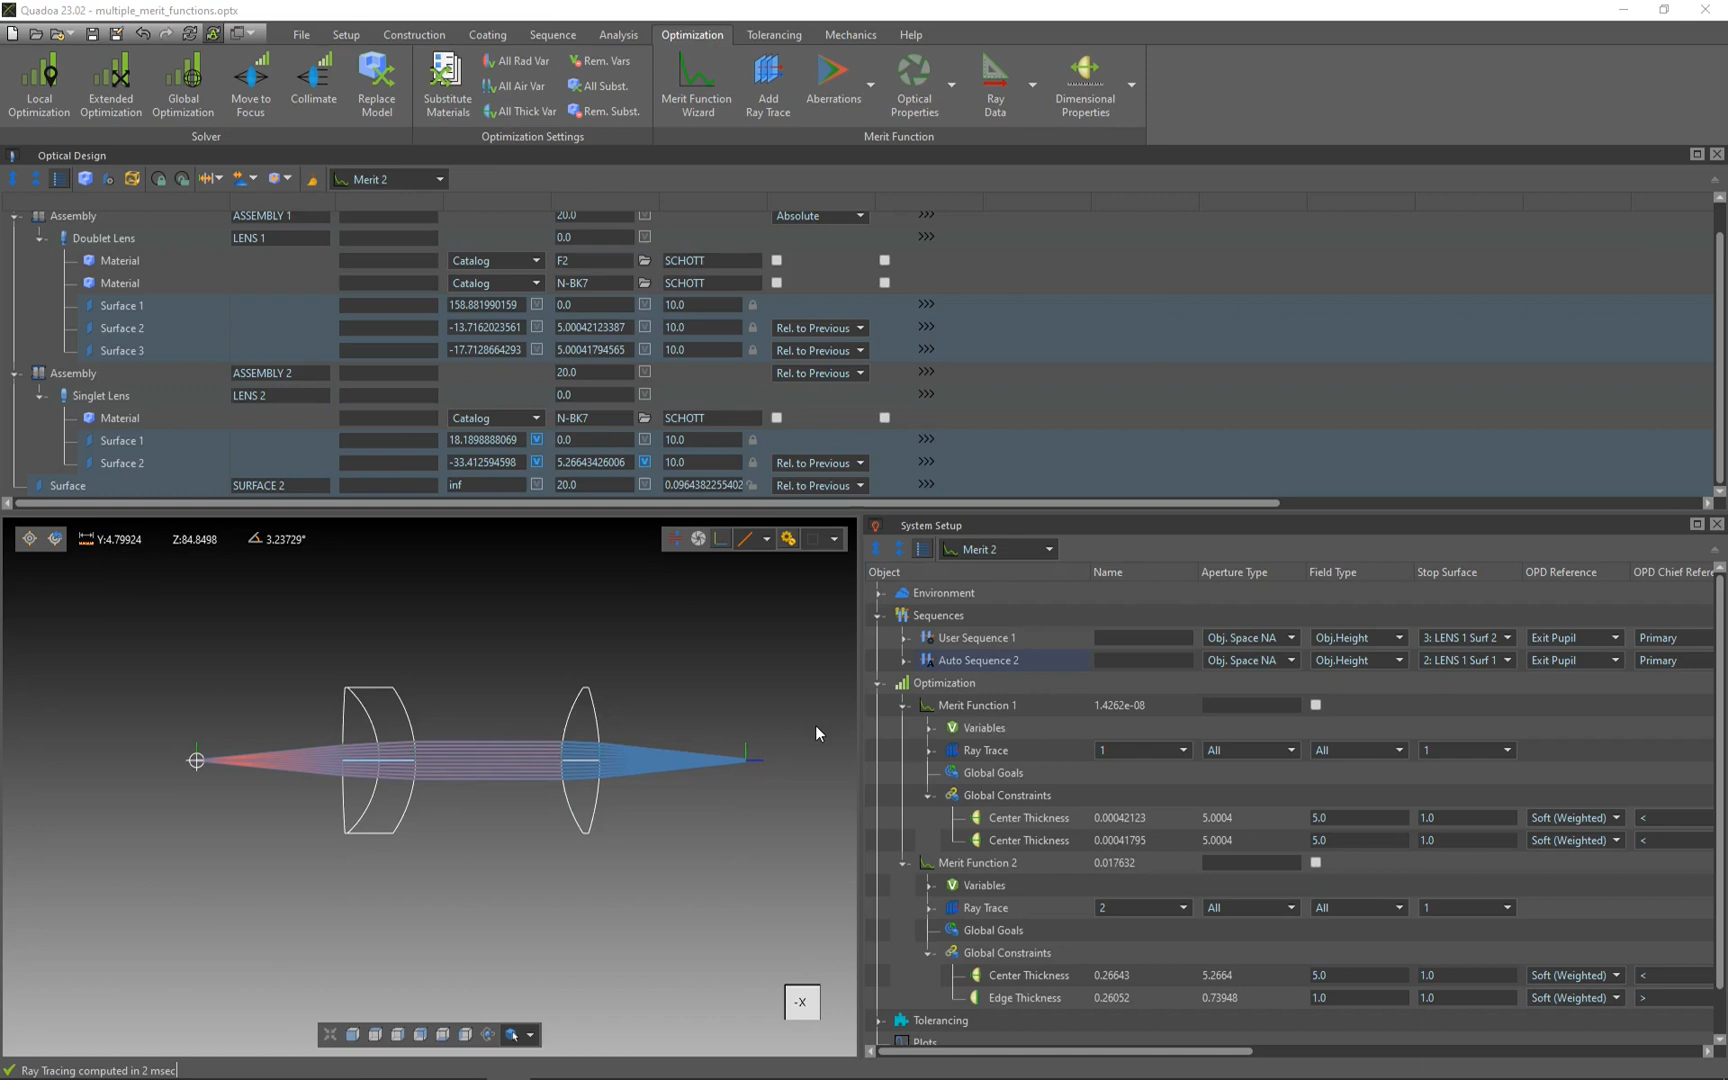 Quadoa 23.02 - multiple_merit_functions.optx
File Setup Construction Coating Sequence Analysis Optimization Tolerancing Mechanics Help
Local Optimization
Extended Optimization
Global Optimization
Move to Focus
Collimate
Replace Model
Solver
Substitute Materials
All Rad Var
All Air Var
All Thick Var
Rem. Vars
All Subst.
Rem. Subst.
Optimization Settings
Merit Function Wizard
Add Ray Trace
Aberrations
Optical Properties
Ray Data
Dimensional Properties
Merit Function
Optical Design
Merit 2
Assembly ASSEMBLY 1 20.0 Absolute >>>
Doublet Lens LENS 1 0.0 >>>
Material Catalog F2 SCHOTT
Material Catalog N-BK7 SCHOTT
Surface 1 158.881990159 V 0.0 V 10.0 >>>
Surface 2 -13.7162023561 V 5.00042123387 V 10.0 Rel. to Previous >>>
Surface 3 -17.7128664293 V 5.00041794565 V 10.0 Rel. to Previous >>>
Assembly ASSEMBLY 2 20.0 V Rel. to Previous >>>
Singlet Lens LENS 2 0.0 V >>>
Material Catalog N-BK7 SCHOTT
Surface 1 18.1898888069 V 0.0 V 10.0 >>>
Surface 2 -33.412594598 V 5.26643426006 V 10.0 Rel. to Previous >>>
Surface SURFACE 2 inf V 20.0 V 0.0964382255402 Rel. to Previous >>>
Y:4.79924 Z:84.8498 3.23729°
-X
Ray Tracing computed in 2 msec
System Setup
Merit 2
Object Name Aperture Type Field Type Stop Surface OPD Reference OPD Chief Refere
Environment
Sequences
User Sequence 1 Obj. Space NA Obj.Height 3: LENS 1 Surf 2 Exit Pupil Primary
Auto Sequence 2 Obj. Space NA Obj.Height 2: LENS 1 Surf 1 Exit Pupil Primary
Optimization
Merit Function 1 1.4262e-08
Variables
Ray Trace 1 All All 1
Global Goals
Global Constraints
Center Thickness 0.00042123 5.0004 5.0 1.0 Soft (Weighted) <
Center Thickness 0.00041795 5.0004 5.0 1.0 Soft (Weighted) <
Merit Function 2 0.017632
Variables
Ray Trace 2 All All 1
Global Goals
Global Constraints
Center Thickness 0.26643 5.2664 5.0 1.0 Soft (Weighted) <
Edge Thickness 0.26052 0.73948 1.0 1.0 Soft (Weighted) >
Tolerancing
Plots